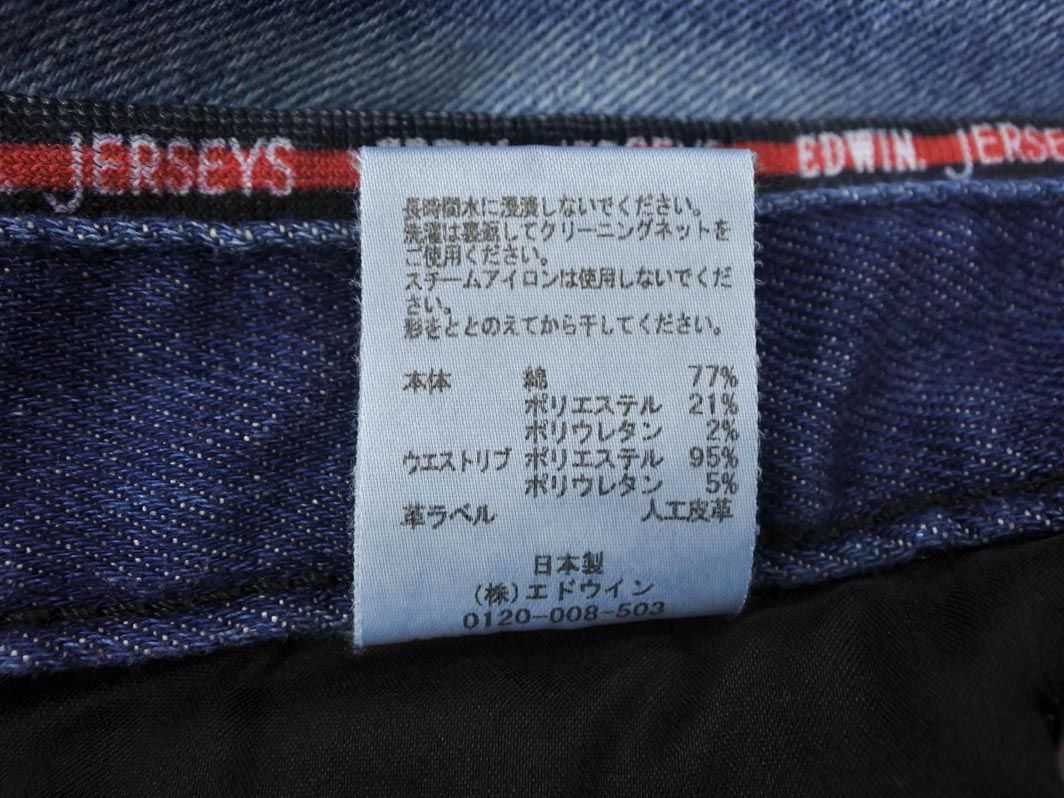 JERSEYS EDWIN. JERSEYS EDWIN. JERSE
長時間水に浸漬しないでください。
洗濯は裏返してクリーニングネットを
ご使用ください。
スチームアイロンは使用しないでくだ
さい。
形をととのえてから干してください。
本体 綿 77%
ポリエステル 21%
ポリウレタン 2%
ウエストリブ ポリエステル 95%
ポリウレタン 5%
革ラベル 人工皮革
日本製
(株)エドウイン
0120-008-503